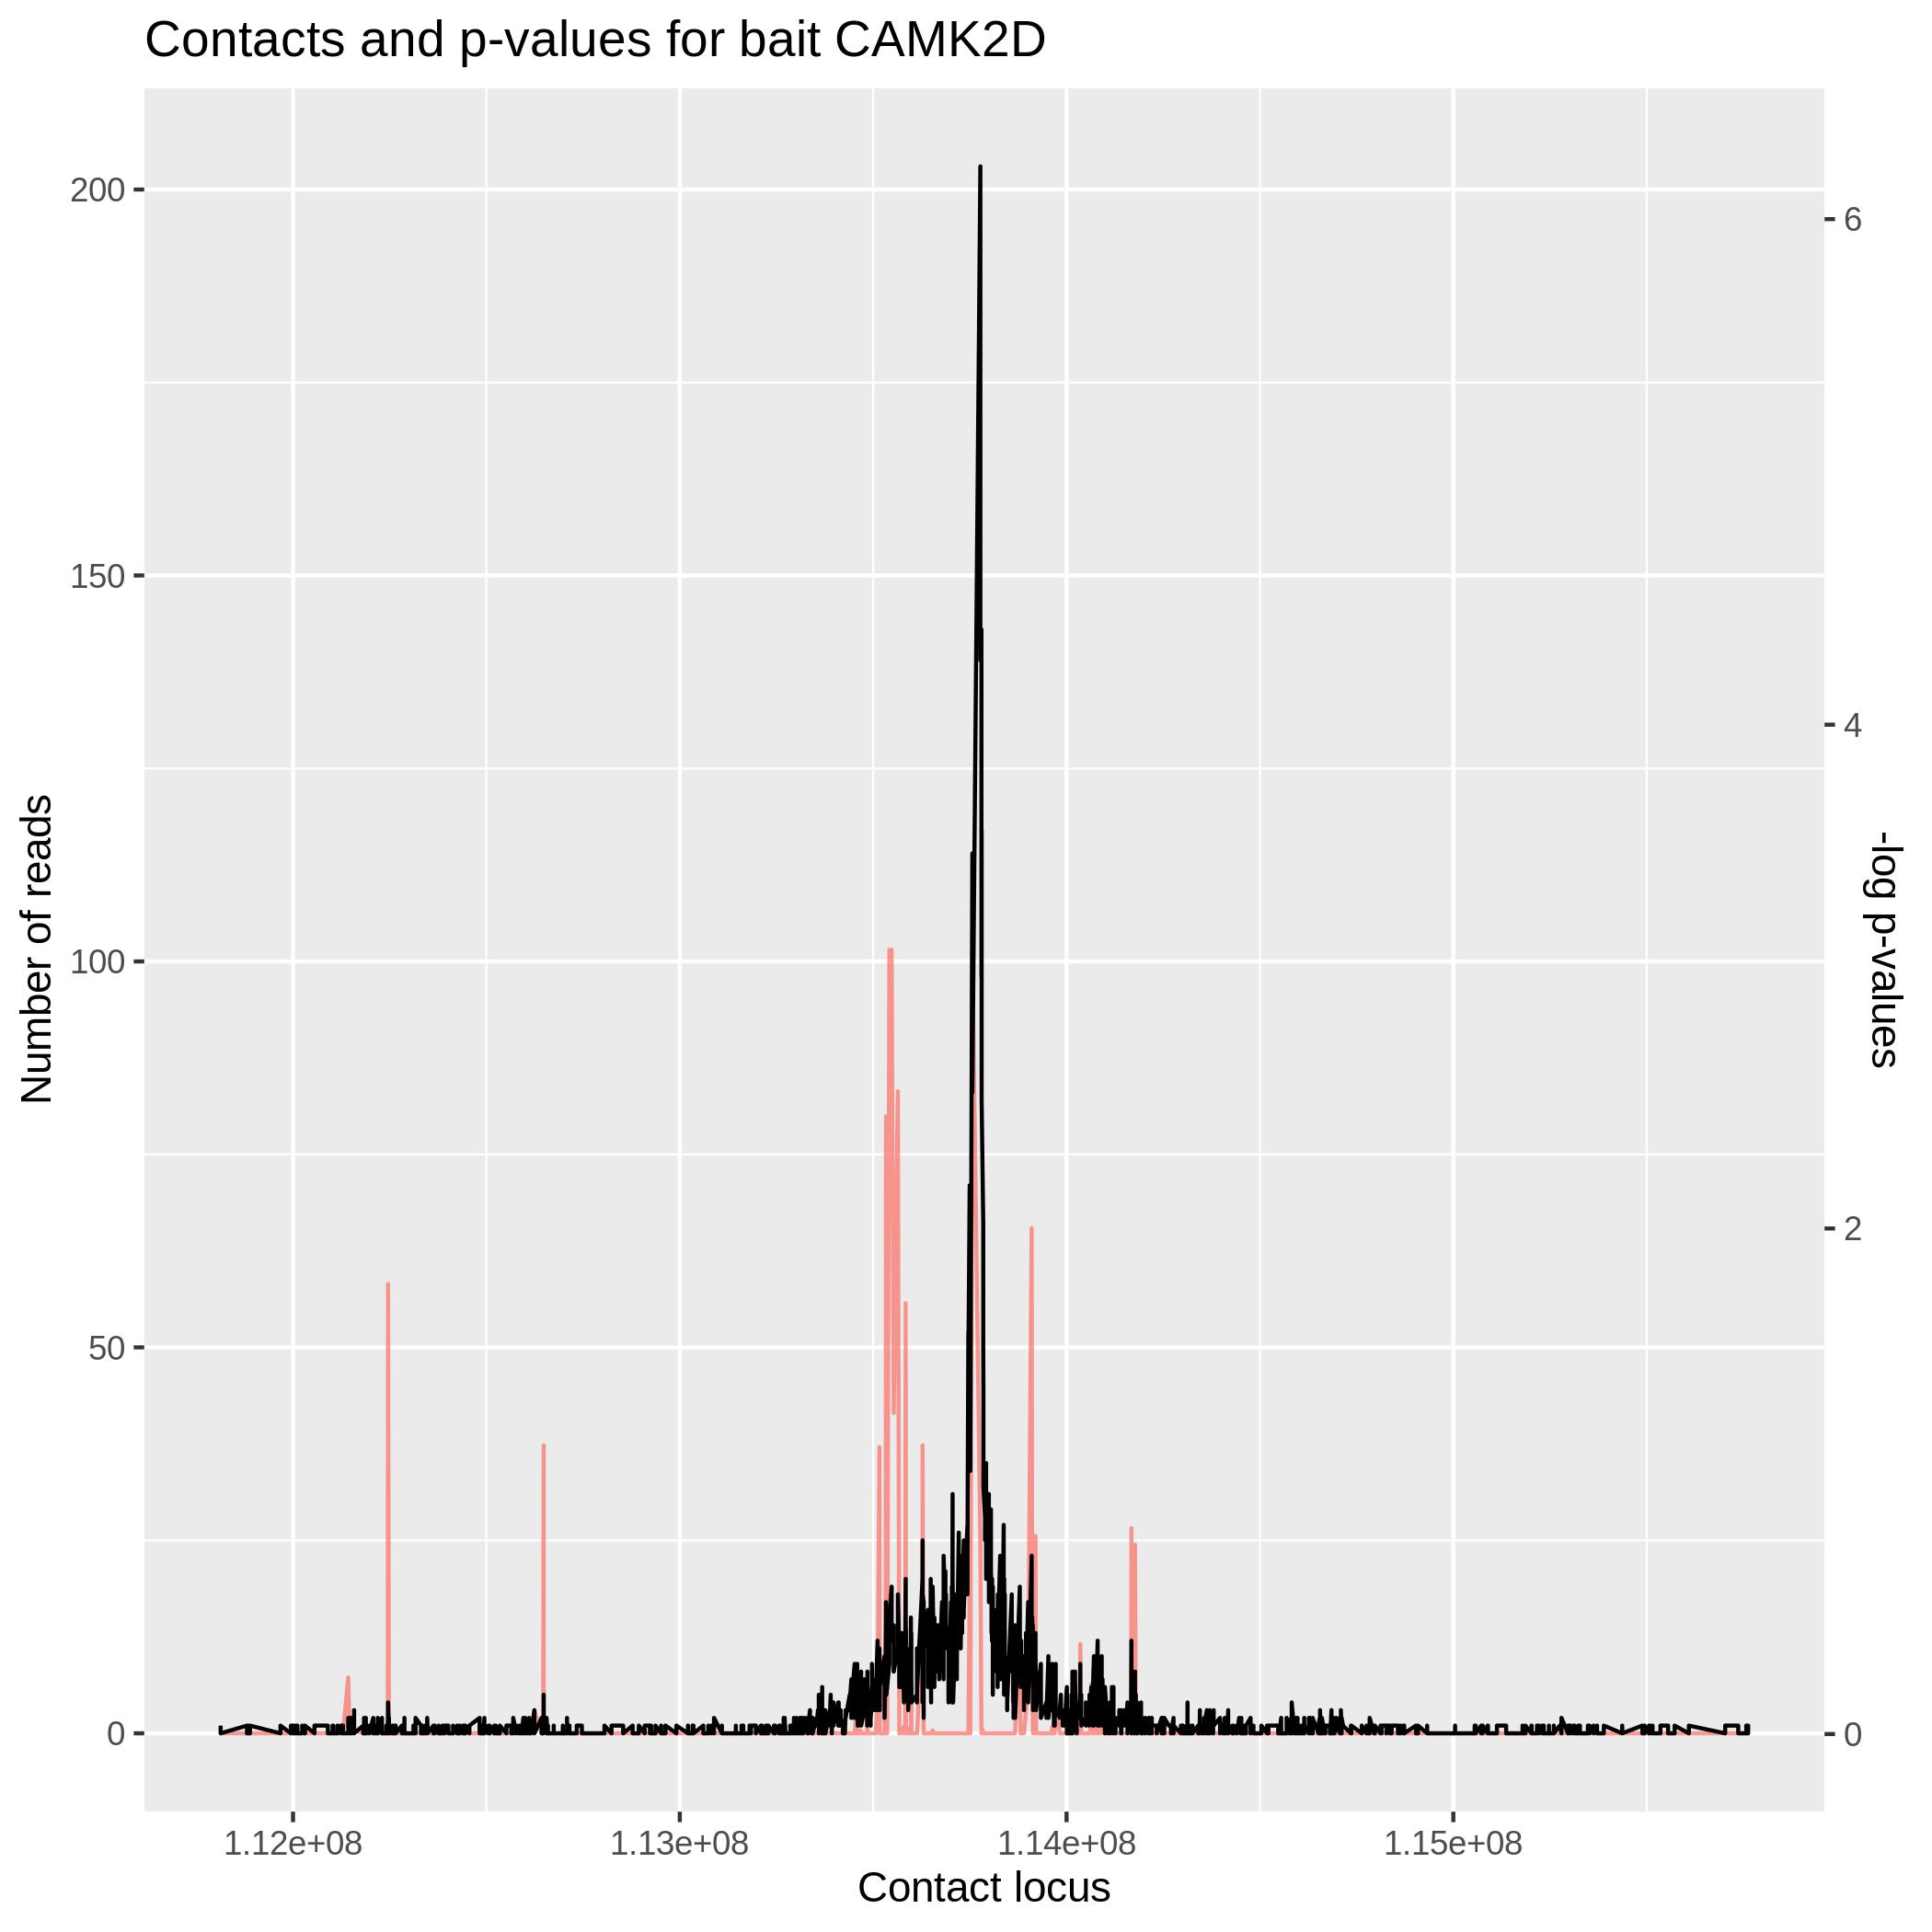 Contacts and p-values for bait CAMK2D
200
150
100
50
0
Number of reads
6
4
2
0
-log p-values
1.12e+08
1.13e+08
1.14e+08
1.15e+08
Contact locus